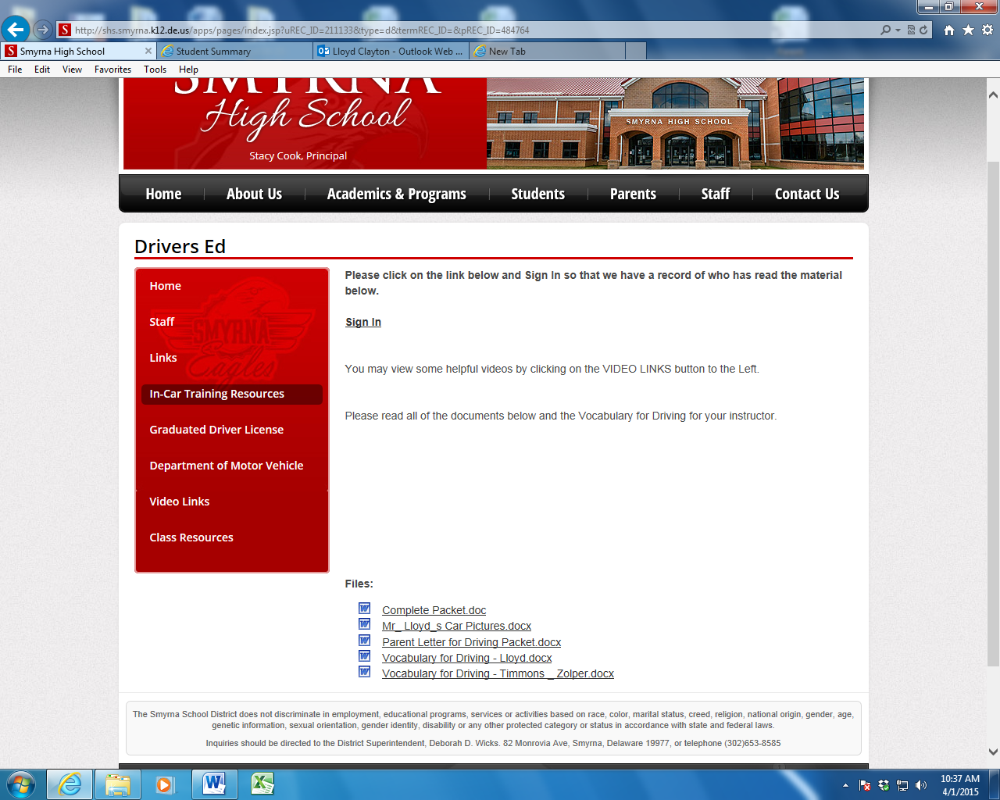 http://shs.smyrna.k12.de.us/apps/pages/index.jsp?uREC_ID=211133&type=d&termREC_ID=&pREC_ID=484764
Smyrna High School
Student Summary
Lloyd Clayton - Outlook Web ...
New Tab
File Edit View Favorites Tools Help
SMYRNA
High School
Stacy Cook, Principal
SMYRNA HIGH SCHOOL
Home About Us Academics & Programs Students Parents Staff Contact Us
Drivers Ed
Home
Staff
Links
In-Car Training Resources
Graduated Driver License
Department of Motor Vehicle
Video Links
Class Resources
SMYRNA
Eagles
Please click on the link below and Sign In so that we have a record of who has read the material
below.
Sign In
You may view some helpful videos by clicking on the VIDEO LINKS button to the Left.
Please read all of the documents below and the Vocabulary for Driving for your instructor.
Files:
Complete Packet.doc
Mr_ Lloyd_s Car Pictures.docx
Parent Letter for Driving Packet.docx
Vocabulary for Driving - Lloyd.docx
Vocabulary for Driving - Timmons _ Zolper.docx
The Smyrna School District does not discriminate in employment, educational programs, services or activities based on race, color, marital status, creed, religion, national origin, gender, age,
genetic information, sexual orientation, gender identity, disability or any other protected category or status in accordance with state and federal laws.
Inquiries should be directed to the District Superintendent, Deborah D. Wicks. 82 Monrovia Ave, Smyrna, Delaware 19977, or telephone (302)653-8585
10:37 AM
4/1/2015